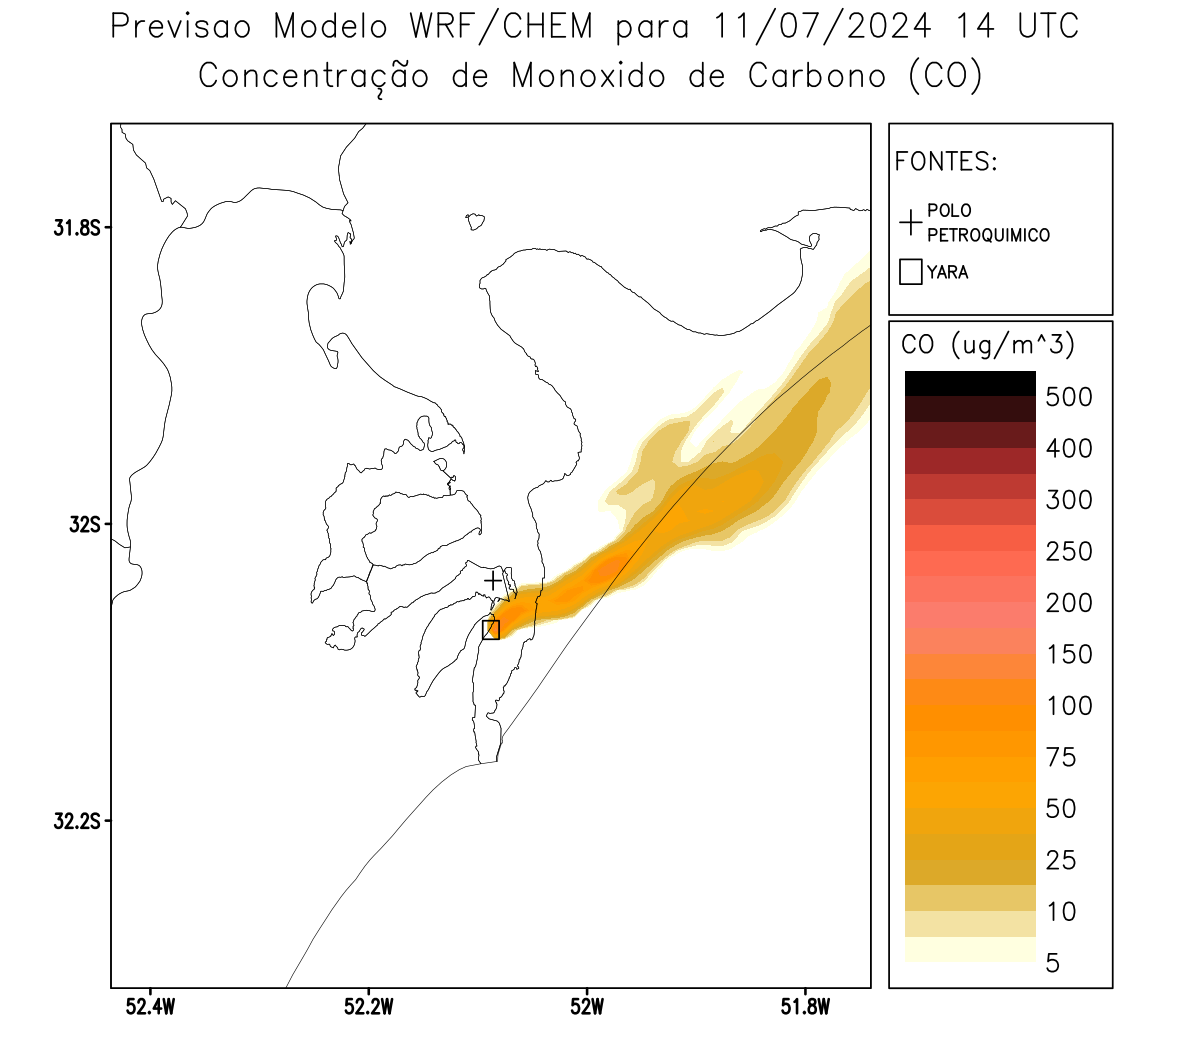 Previsao Modelo WRF/CHEM para 11/07/2024 14 UTC
Concentração de Monoxido de Carbono (CO)
FONTES:
POLO
PETROQUIMICO
YARA
31.8S
32S
32.2S
52.4W
52.2W
52W
51.8W
CO (ug/m^3)
500
400
300
250
200
150
100
75
50
25
10
5